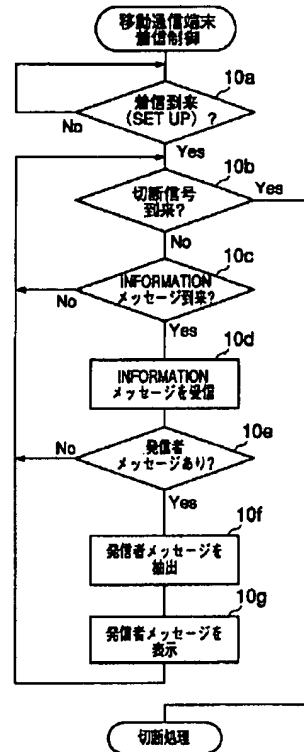 移動通信端末
着信制御
10a
着信到来
(SET UP) ?
No
Yes
10b
切断信号
到来?
Yes
No
10c
INFORMATION
メッセージ到来?
No
Yes
10d
INFORMATION
メッセージを受信
10e
発信者
メッセージあり?
No
Yes
10f
発信者メッセージを
抽出
10g
発信者メッセージを
表示
切断処理